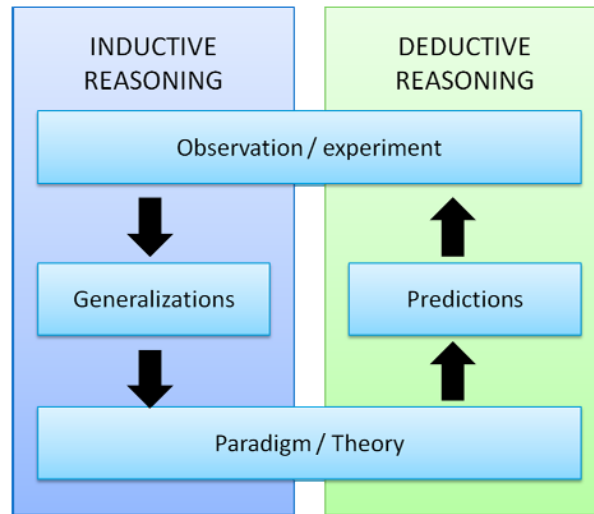 INDUCTIVE
REASONING
DEDUCTIVE
REASONING
Observation / experiment
Generalizations
Predictions
Paradigm / Theory